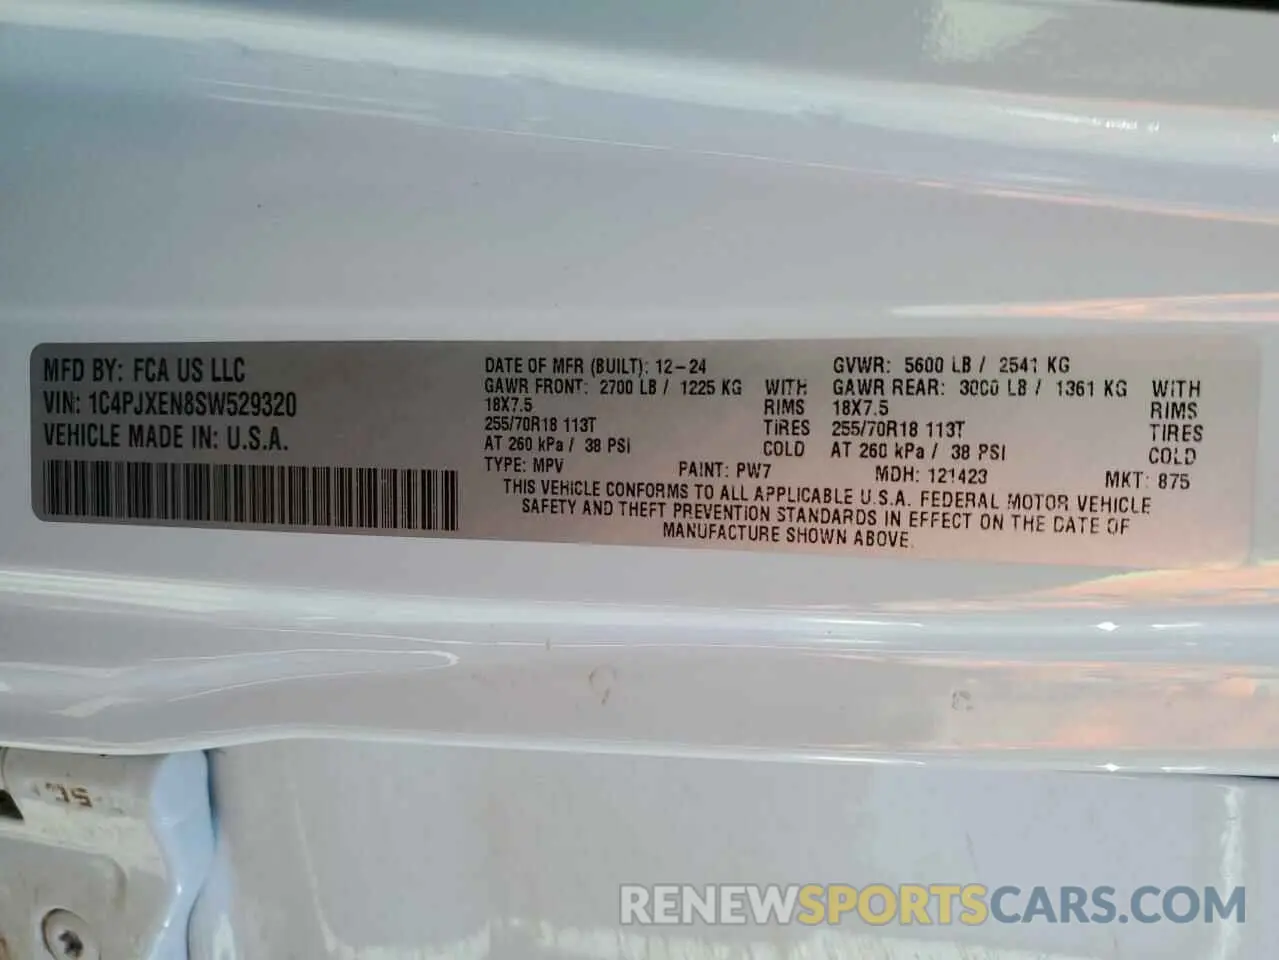 MFD BY: FCA US LLC
VIN: 1C4PJXEN8SW529320
VEHICLE MADE IN: U.S.A.
DATE OF MFR (BUILT): 12-24 GVWR: 5600 LB / 2541 KG
GAWR FRONT: 2700 LB / 1225 KG WITH GAWR REAR: 3000 LB / 1361 KG WITH
18X7.5 RIMS 18X7.5 RIMS
255/70R18 113T TIRES 255/70R18 113T TIRES
AT 260 kPa / 38 PSI COLD AT 260 kPa / 38 PSI COLD
TYPE: MPV PAINT: PW7 MDH: 121423 MKT: 875
THIS VEHICLE CONFORMS TO ALL APPLICABLE U.S.A. FEDERAL MOTOR VEHICLE
SAFETY AND THEFT PREVENTION STANDARDS IN EFFECT ON THE DATE OF
MANUFACTURE SHOWN ABOVE.
RENEWSPORTSCARS.COM